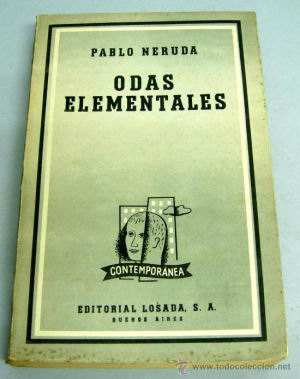 PABLO NERUDA
ODAS
ELEMENTALES
CONTEMPORÁNEA
EDITORIAL LOSADA, S. A.
BUENOS AIRES
www.todocoleccion.net